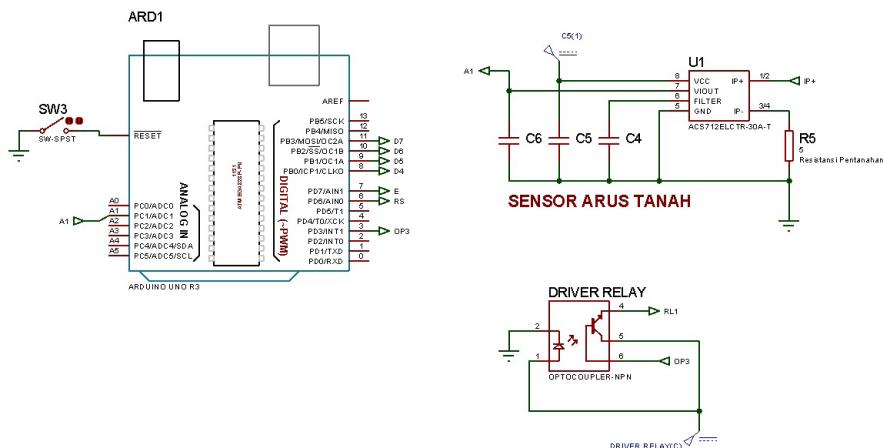 ARD1
SW3
SW-SPST
RESET
AREF
PB5/SCK 13
PB4/MISO 12
PB3/MOSI/OC2A 11 D7
PB2/SS/OC1B 10 D6
PB1/OC1A 9 D5
PB0/ICP1/CLKO 8 D4
PD7/AIN1 7 E
PD6/AIN0 6 RS
PD5/T1 5
PD4/T0/XCK 4
PD3/INT1 3 OP3
PD2/INT0 2
PD1/TXD 1
PD0/RXD 0
A1
A0 PC0/ADC0
A1 PC1/ADC1
A2 PC2/ADC2
A3 PC3/ADC3
A4 PC4/ADC4/SDA
A5 PC5/ADC5/SCL
ANALOG IN
1121
DIGITAL (~PWM)
ARDUINO UNO R3
C5(1)
A1
U1
8 VCC IP+ 1/2 IP+
7 VIOUT
6 FILTER
5 GND IP- 3/4
ACS712ELCTR-30A-T
C6
C5
C4
R5
5
Resistansi Pentanahan
SENSOR ARUS TANAH
DRIVER RELAY
4 RL1
2
5
1
6 OP3
OPTOCOUPLER-NPN
DRIVER RELAY(C)